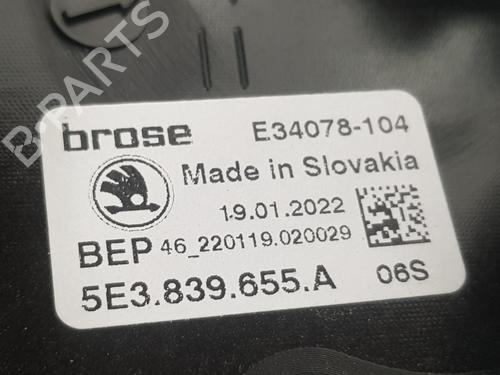 B-PARTS
brose E34078-104
Made in Slovakia
19.01.2022
BEP 46_220119.020029
5E3.839.655.A 06S